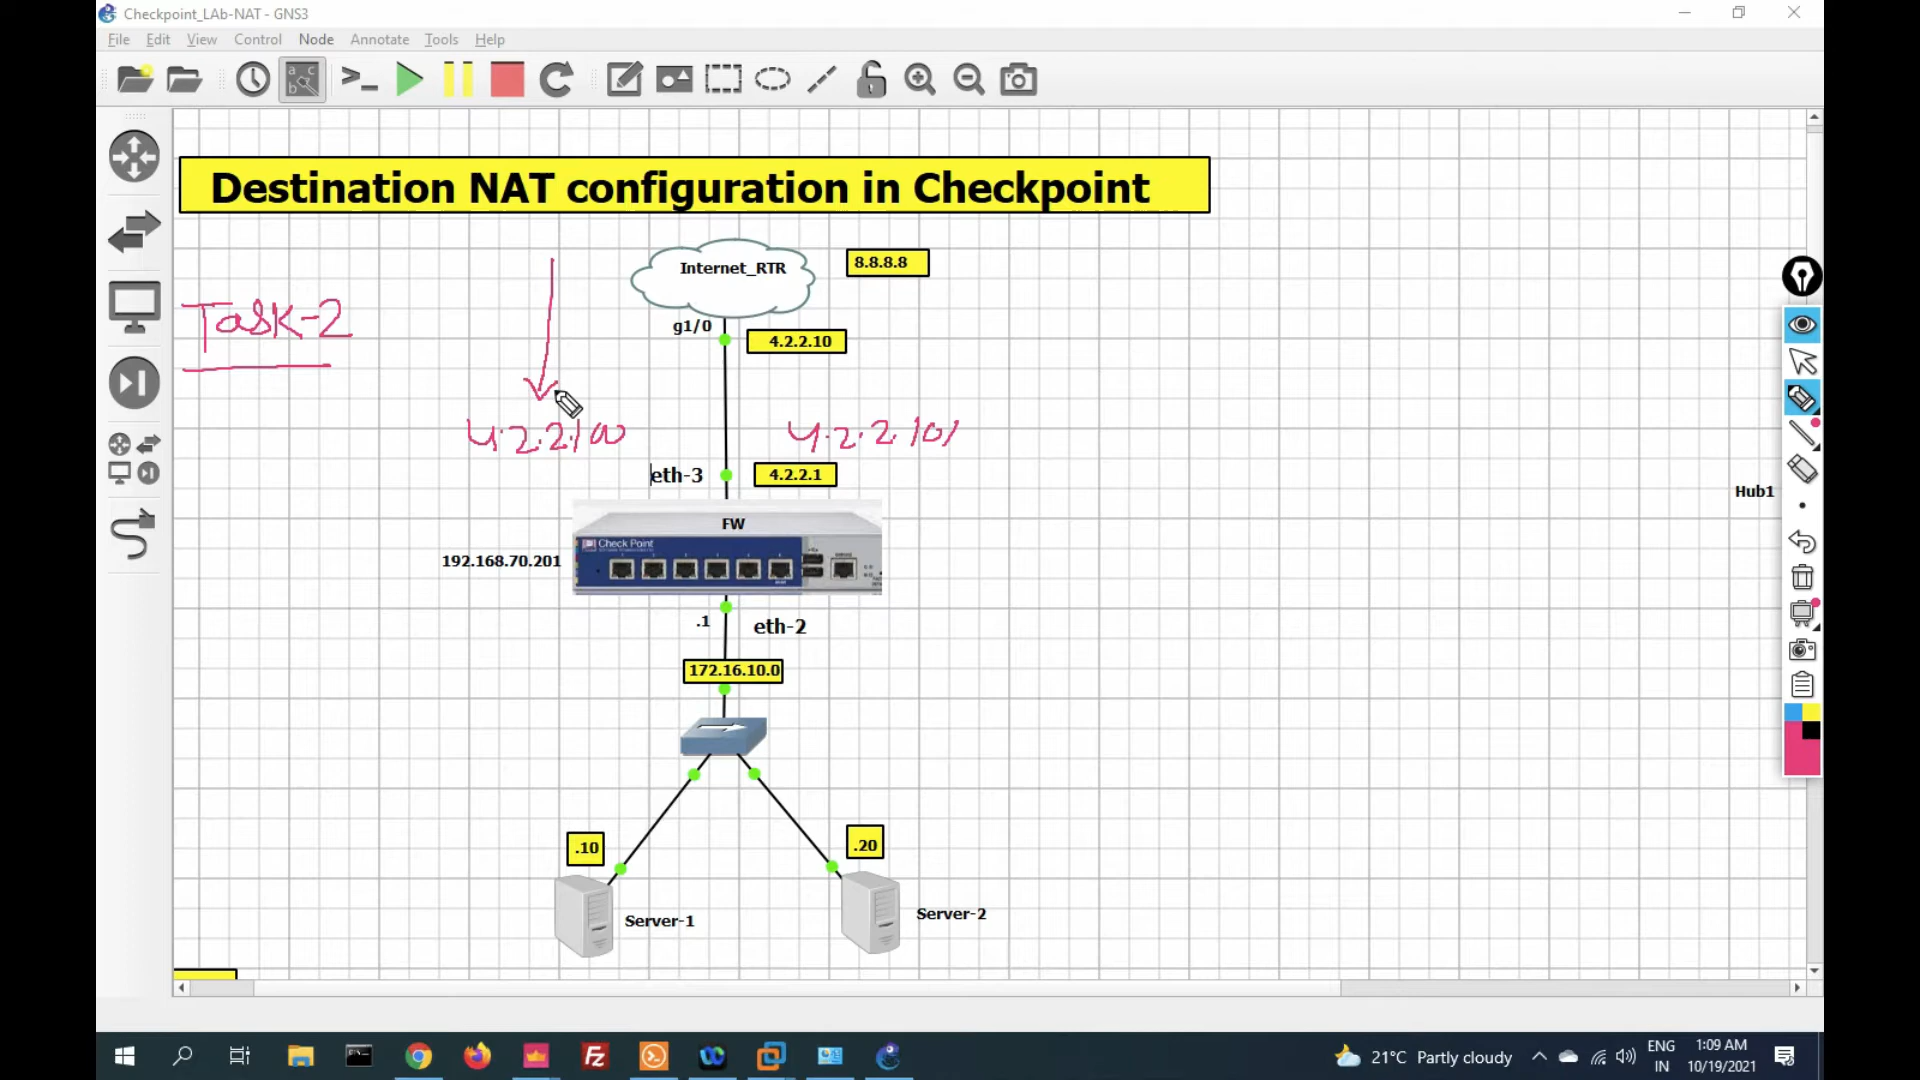 Checkpoint_LAb-NAT - GNS3
File Edit View Control Node Annotate Tools Help
Destination NAT configuration in Checkpoint
Internet_RTR
8.8.8.8
Task-2
g1/0
4.2.2.10
4.2.2.100
4.2.2.101
eth-3
4.2.2.1
Hub1
FW
Check Point
192.168.70.201
.1
eth-2
172.16.10.0
.10
.20
Server-1
Server-2
21°C Partly cloudy
ENG
IN
1:09 AM
10/19/2021